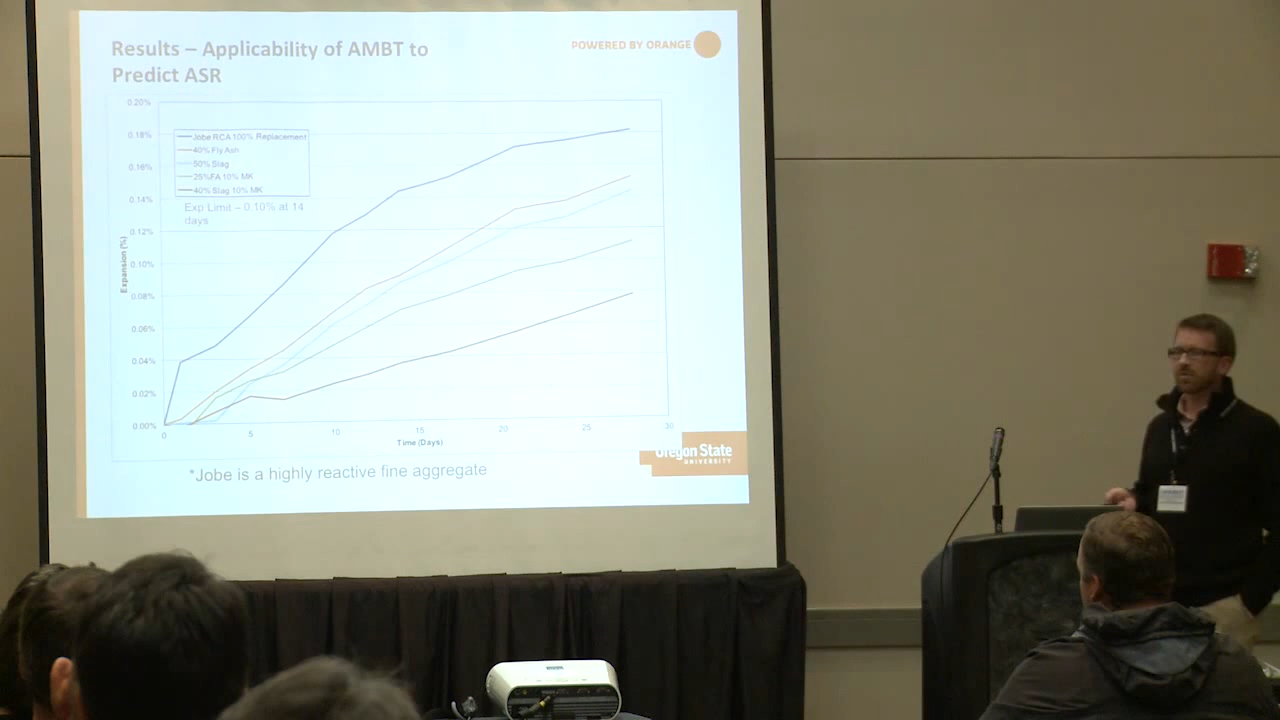 Results – Applicability of AMBT to
Predict ASR
POWERED BY ORANGE
0.20%
0.18%
0.16%
0.14%
0.12%
0.10%
0.08%
0.06%
0.04%
0.02%
0.00%
Expansion (%)
Jobe RCA 100% Replacement
40% Fly Ash
50% Slag
25%FA 10% MK
40% Slag 10% MK
Exp Limit – 0.10% at 14
days
0 5 10 15 20 25 30
Time (Days)
Oregon State
UNIVERSITY
*Jobe is a highly reactive fine aggregate